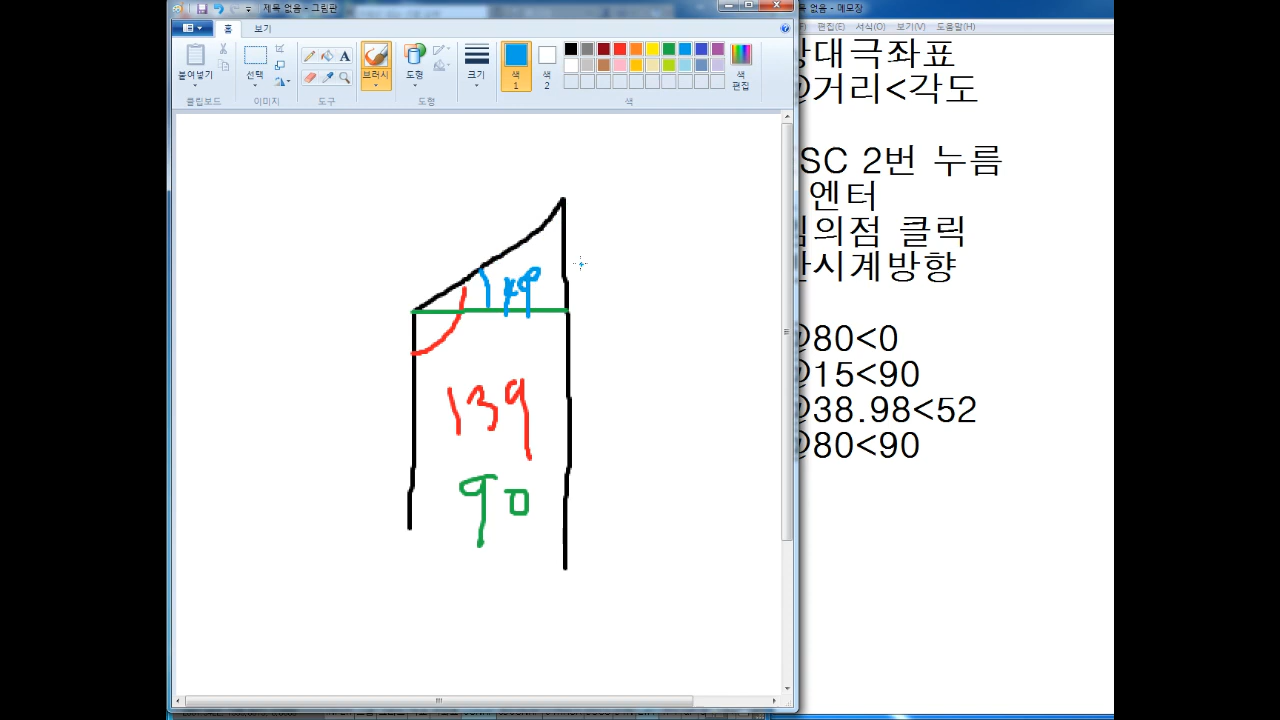 제목 없음 - 그림판
홈
보기
붙여넣기
선택
브러시
도형
크기
색
1
색
2
색
편집
클립보드
이미지
도구
도형
색
139
90
없음 - 메모장
편집(E) 서식(O) 보기(V) 도움말(H)
상대극좌표
@거리<각도
ESC 2번 누름
엔터
임의점 클릭
반시계방향
@80<0
@15<90
@38.98<52
@80<90